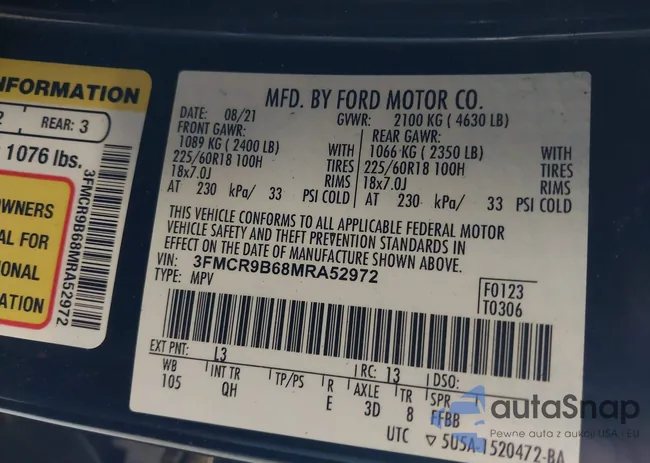 INFORMATION
2
REAR: 3
1076 lbs.
OWNERS
AL FOR
IONAL
ATION
3FMCR9B68MRA52972
MFD. BY FORD MOTOR CO.
DATE: 08/21 GVWR: 2100 KG ( 4630 LB)
FRONT GAWR: REAR GAWR:
1089 KG ( 2400 LB) WITH 1066 KG ( 2350 LB) WITH
225/60R18 100H TIRES 225/60R18 100H TIRES
18x7.0J RIMS 18x7.0J RIMS
AT 230 kPa/ 33 PSI COLD AT 230 kPa/ 33 PSI COLD
THIS VEHICLE CONFORMS TO ALL APPLICABLE FEDERAL MOTOR
VEHICLE SAFETY AND THEFT PREVENTION STANDARDS IN
EFFECT ON THE DATE OF MANUFACTURE SHOWN ABOVE.
VIN: 3FMCR9B68MRA52972
TYPE: MPV
F0123
T0306
EXT PNT: L3 RC: 13 DSO:
WB INT TR TP/PS R AXLE TR SPR
105 QH E 3D 8 FFBB
UTC ▽ 5U5A-1520472-BA
autaSnap
Pewne auta z aukcji USA i EU